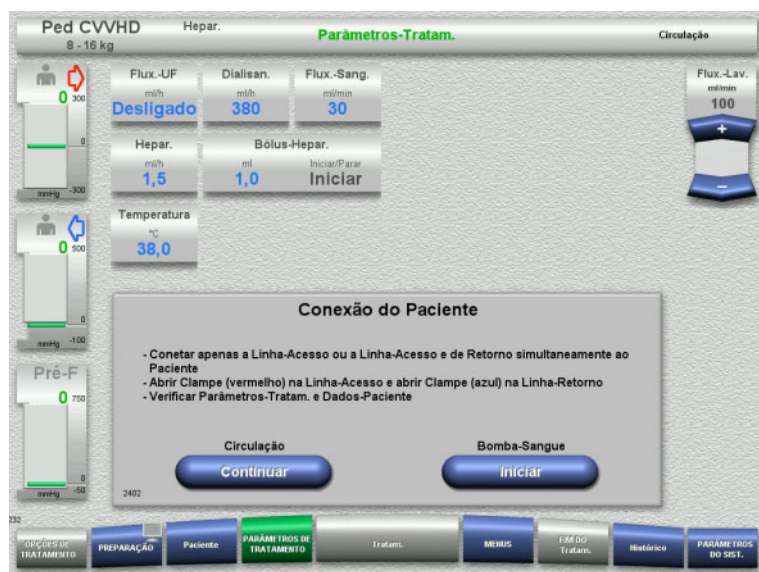 Ped CVVHD
Hepar.
Parâmetros-Tratam.
Circulação
8 - 16 kg
0
300
0
mmHg
-300
Flux.-UF
ml/h
Desligado
Dialisan.
ml/h
380
Flux.-Sang.
ml/min
30
Flux.-Lav.
ml/min
100
+
−
Hepar.
ml/h
1,5
Bólus-Hepar.
ml
1,0
Iniciar/Parar
Iniciar
Temperatura
°C
38,0
0
500
0
mmHg
-100
Pré-F
0
750
0
mmHg
-50
Conexão do Paciente
- Conetar apenas a Linha-Acesso ou a Linha-Acesso e de Retorno simultaneamente ao
Paciente
- Abrir Clampe (vermelho) na Linha-Acesso e abrir Clampe (azul) na Linha-Retorno
- Verificar Parâmetros-Tratam. e Dados-Paciente
Circulação
Continuar
Bomba-Sangue
Iníciar
2402
232
OPÇÕES DE
TRATAMENTO
PREPARAÇÃO
Paciente
PARÂMETROS DE
TRATAMENTO
Tratam.
MENUS
FIM DO
Tratam.
Histórico
PARÂMETROS
DO SIST.